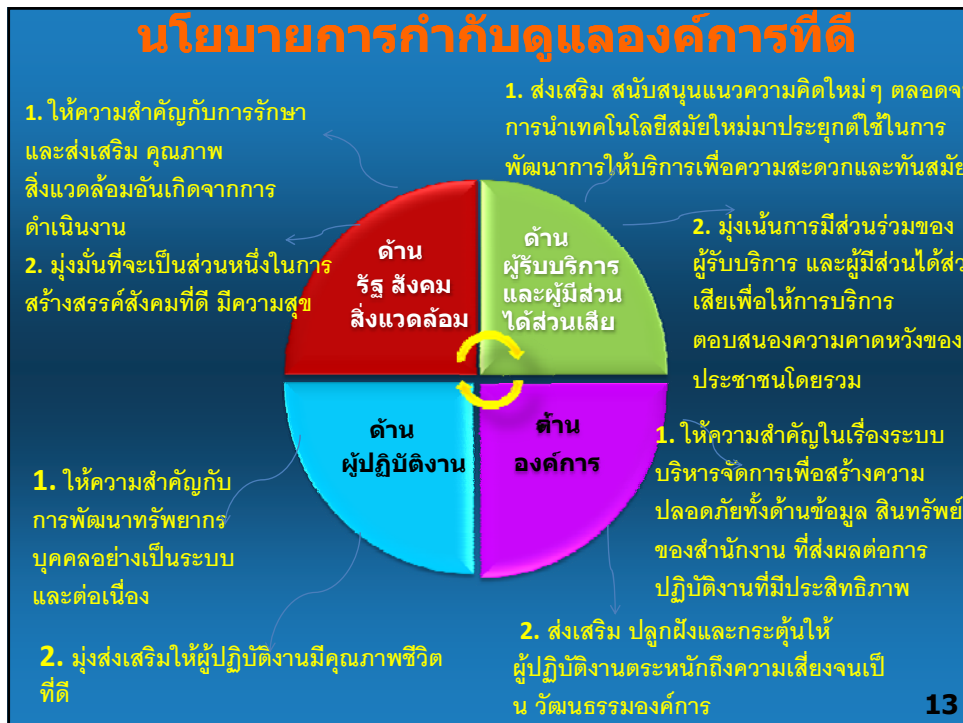 นโยบายการกำกับดูแลองค์การที่ดี
1. ให้ความสำคัญกับการรักษา
และส่งเสริม คุณภาพ
สิ่งแวดล้อมอันเกิดจากการ
ดำเนินงาน
2. มุ่งมั่นที่จะเป็นส่วนหนึ่งในการ
สร้างสรรค์สังคมที่ดี มีความสุข
1. ส่งเสริม สนับสนุนแนวความคิดใหม่ๆ ตลอดจ
การนำเทคโนโลยีสมัยใหม่มาประยุกต์ใช้ในการ
พัฒนาการให้บริการเพื่อความสะดวกและทันสมัย
2. มุ่งเน้นการมีส่วนร่วมของ
ผู้รับบริการ และผู้มีส่วนได้ส่ว
เสียเพื่อให้การบริการ
ตอบสนองความคาดหวังของ
ประชาชนโดยรวม
ด้าน
รัฐ สังคม
สิ่งแวดล้อม
ด้าน
ผู้รับบริการ
และผู้มีส่วน
ได้ส่วนเสีย
ด้าน
ผู้ปฏิบัติงาน
ด้าน
องค์การ
1. ให้ความสำคัญกับ
การพัฒนาทรัพยากร
บุคคลอย่างเป็นระบบ
และต่อเนื่อง
2. มุ่งส่งเสริมให้ผู้ปฏิบัติงานมีคุณภาพชีวิต
ที่ดี
1. ให้ความสำคัญในเรื่องระบบ
บริหารจัดการเพื่อสร้างความ
ปลอดภัยทั้งด้านข้อมูล สินทรัพย์
ของสำนักงาน ที่ส่งผลต่อการ
ปฏิบัติงานที่มีประสิทธิภาพ
2. ส่งเสริม ปลูกฝังและกระตุ้นให้
ผู้ปฏิบัติงานตระหนักถึงความเสี่ยงจนเป็
น วัฒนธรรมองค์การ
13